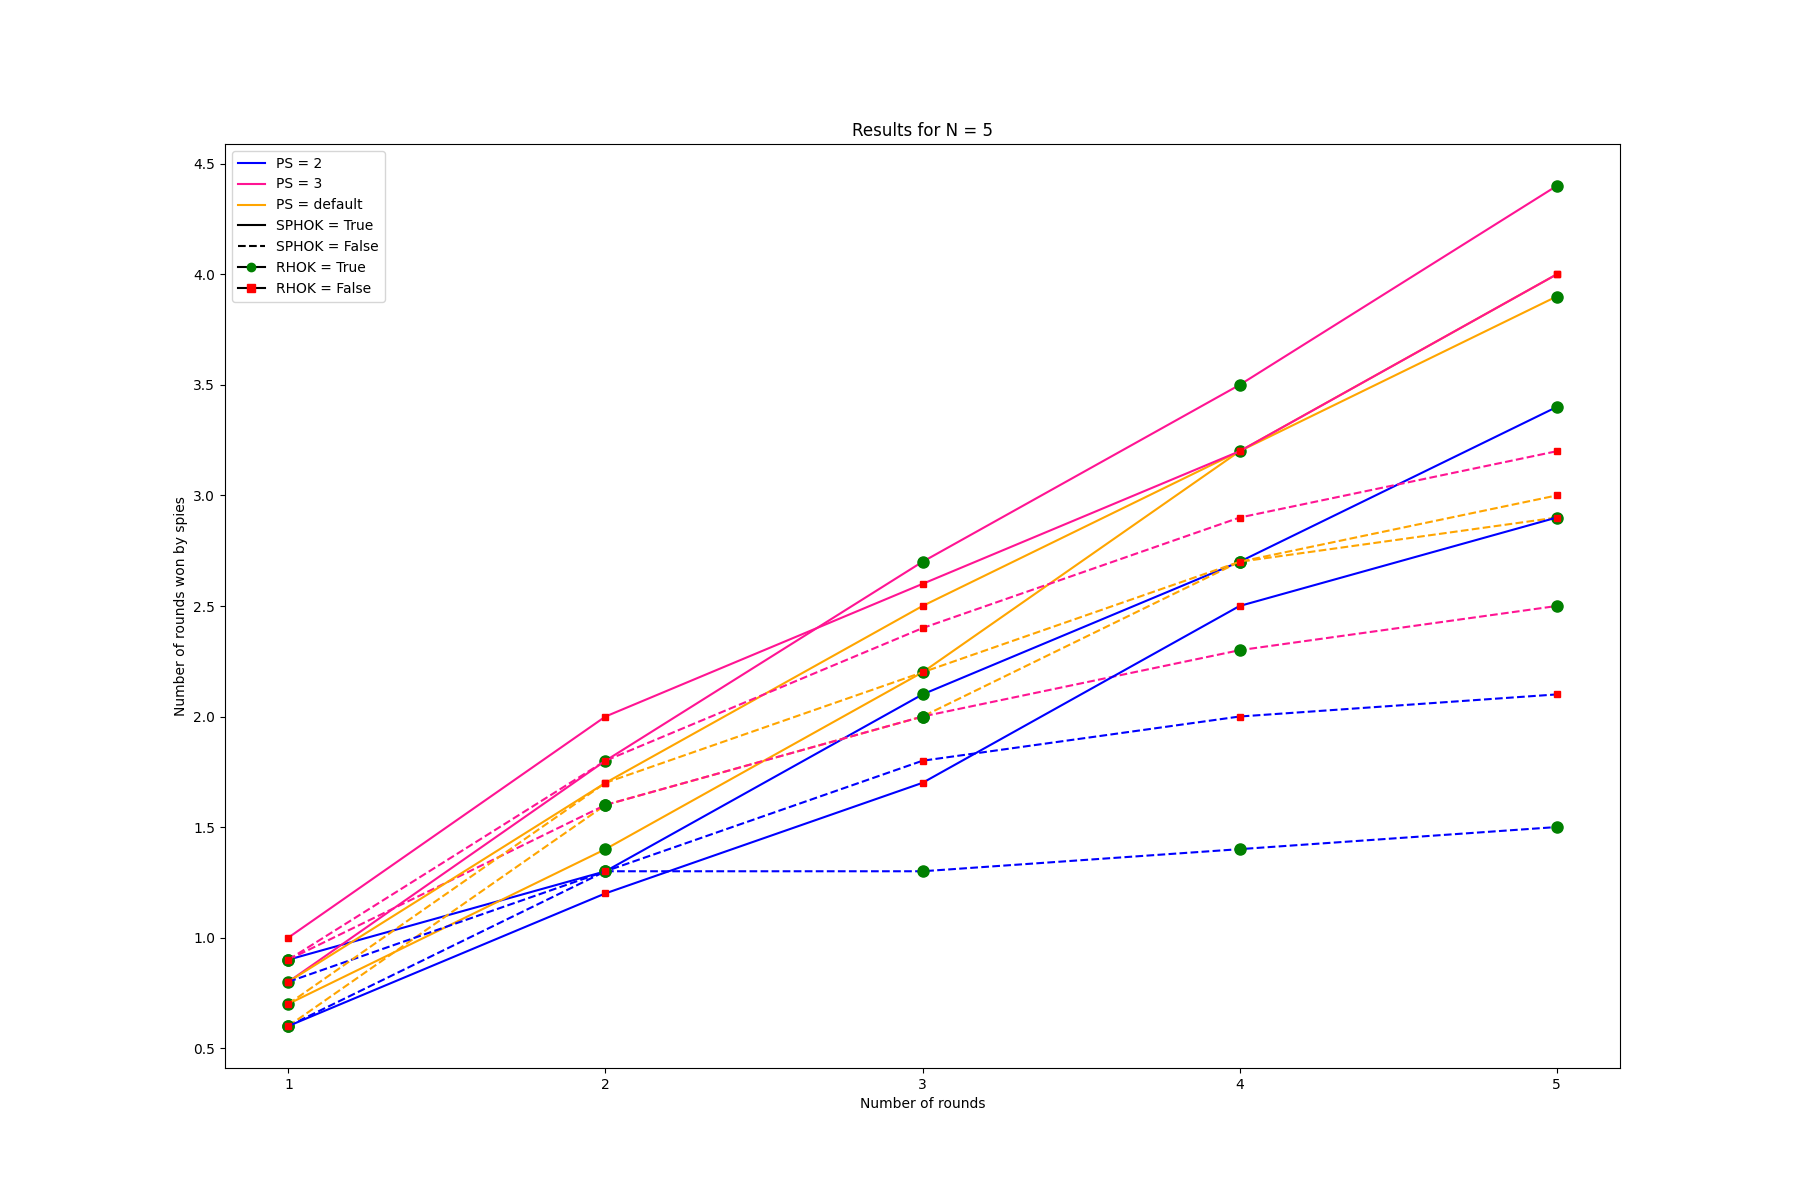 Results for N = 5
PS = 2
PS = 3
PS = default
SPHOK = True
SPHOK = False
RHOK = True
RHOK = False
4.5
4.0
3.5
3.0
2.5
2.0
1.5
1.0
0.5
Number of rounds won by spies
1 2 3 4 5
Number of rounds